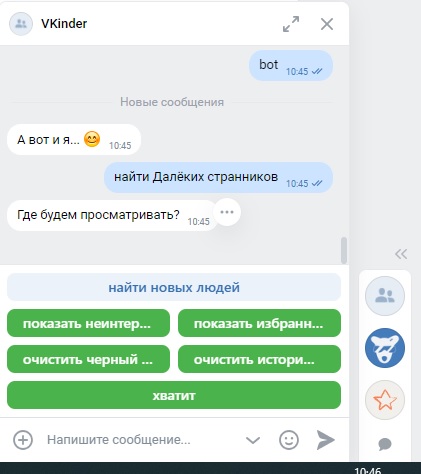 VKinder
bot 10:45
Новые сообщения
А вот и я... 😊 10:45
найти Далёких странников 10:45
Где будем просматривать? 10:45
найти новых людей
показать неинтер... показать избранн...
очистить черный ... очистить истори...
хватит
Напишите сообщение...
10:46